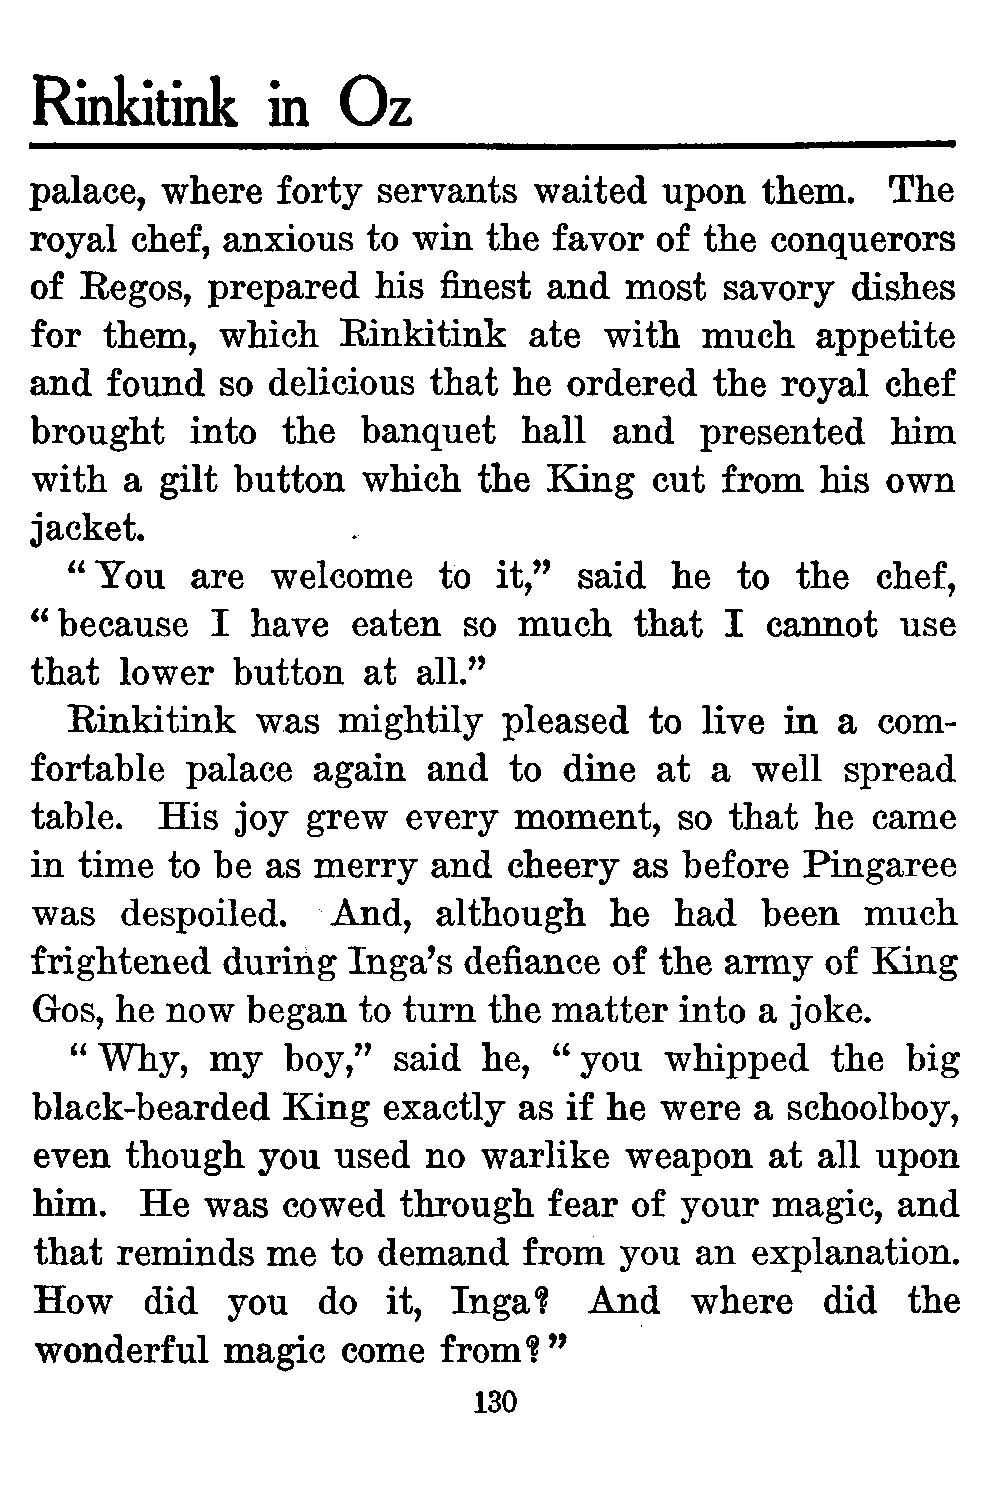 Rinkitink in Oz
palace, where forty servants waited upon them. The
royal chef, anxious to win the favor of the conquerors
of Regos, prepared his finest and most savory dishes
for them, which Rinkitink ate with much appetite
and found so delicious that he ordered the royal chef
brought into the banquet hall and presented him
with a gilt button which the King cut from his own
jacket.
“You are welcome to it,” said he to the chef,
“because I have eaten so much that I cannot use
that lower button at all.”
Rinkitink was mightily pleased to live in a com-
fortable palace again and to dine at a well spread
table. His joy grew every moment, so that he came
in time to be as merry and cheery as before Pingaree
was despoiled. And, although he had been much
frightened during Inga’s defiance of the army of King
Gos, he now began to turn the matter into a joke.
“Why, my boy,” said he, “you whipped the big
black-bearded King exactly as if he were a schoolboy,
even though you used no warlike weapon at all upon
him. He was cowed through fear of your magic, and
that reminds me to demand from you an explanation.
How did you do it, Inga? And where did the
wonderful magic come from?”
130